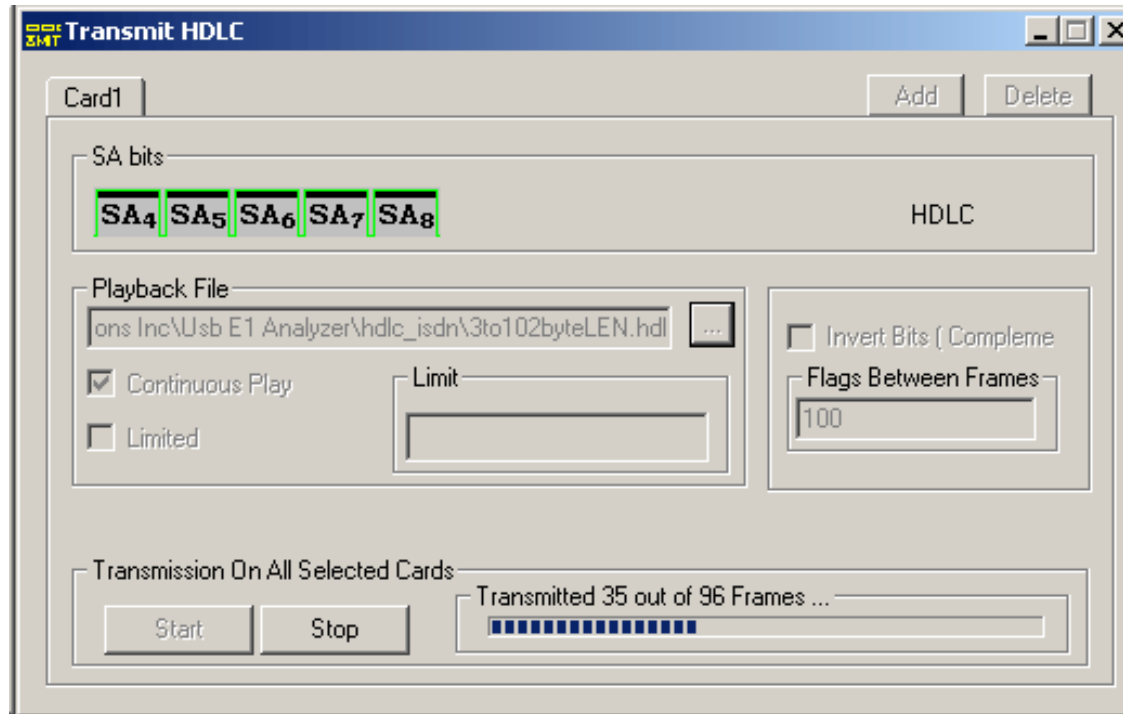 3MT Transmit HDLC
Card1 Add Delete
SA bits
SA4 SA5 SA6 SA7 SA8 HDLC
Playback File
ons Inc\Usb E1 Analyzer\hdlc_isdn\3to102byteLEN.hdl ...
Invert Bits ( Compleme
Continuous Play
Limit
Flags Between Frames
100
Limited
Transmission On All Selected Cards
Transmitted 35 out of 96 Frames ...
Start Stop